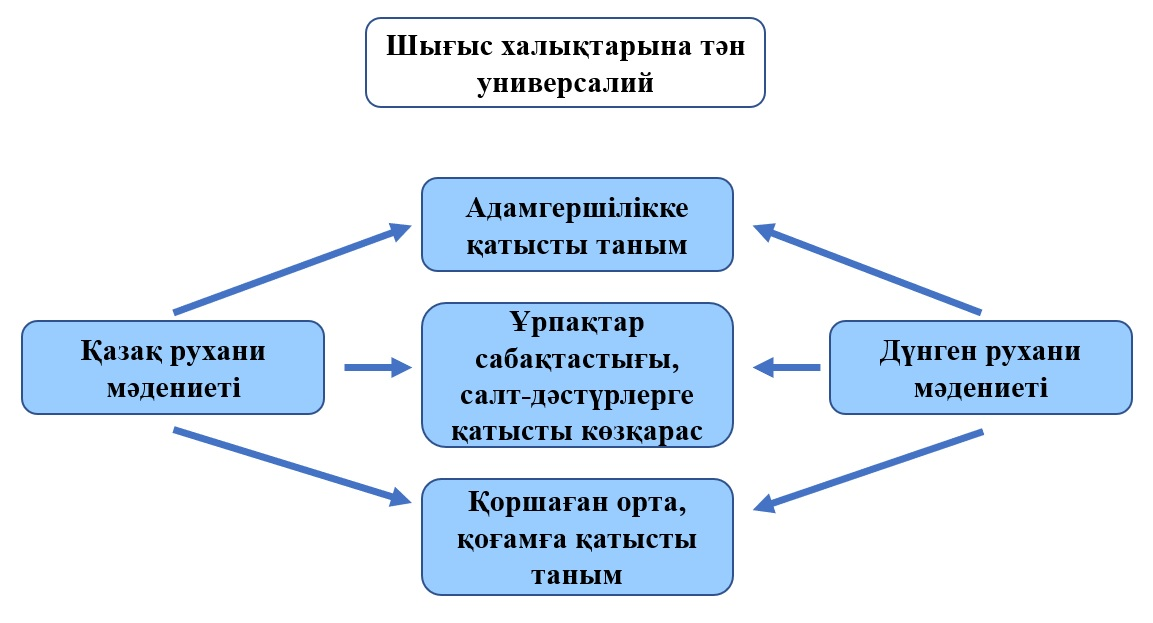 Шығыс халықтарына тән
универсалий
Адамгершілікке
қатысты таным
Қазақ рухани
мәдениеті
Ұрпақтар
сабақтастығы,
салт-дәстүрлерге
қатысты көзқарас
Дүнген рухани
мәдениеті
Қоршаған орта,
қоғамға қатысты
таным